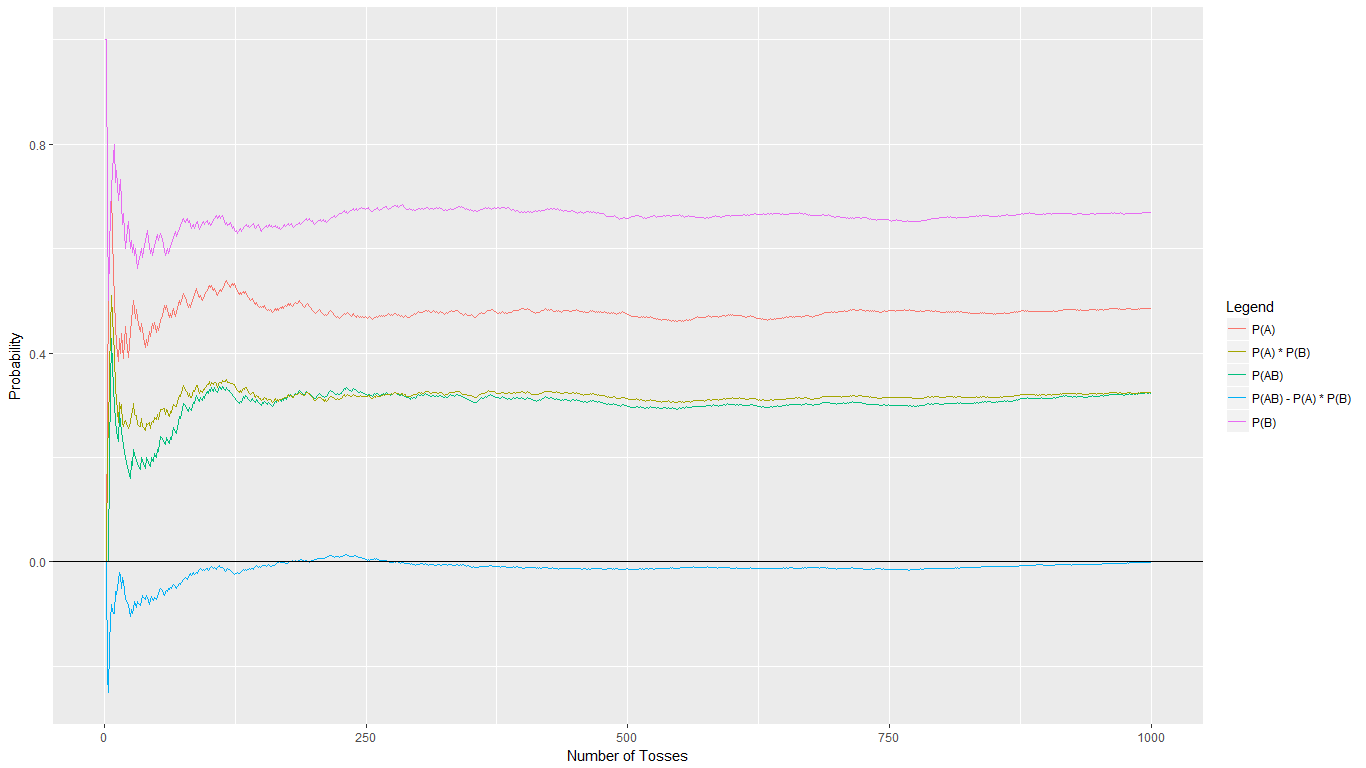 0.8
0.4
0.0
Probability
0
250
500
750
1000
Number of Tosses
Legend
P(A)
P(A) * P(B)
P(AB)
P(AB) - P(A) * P(B)
P(B)